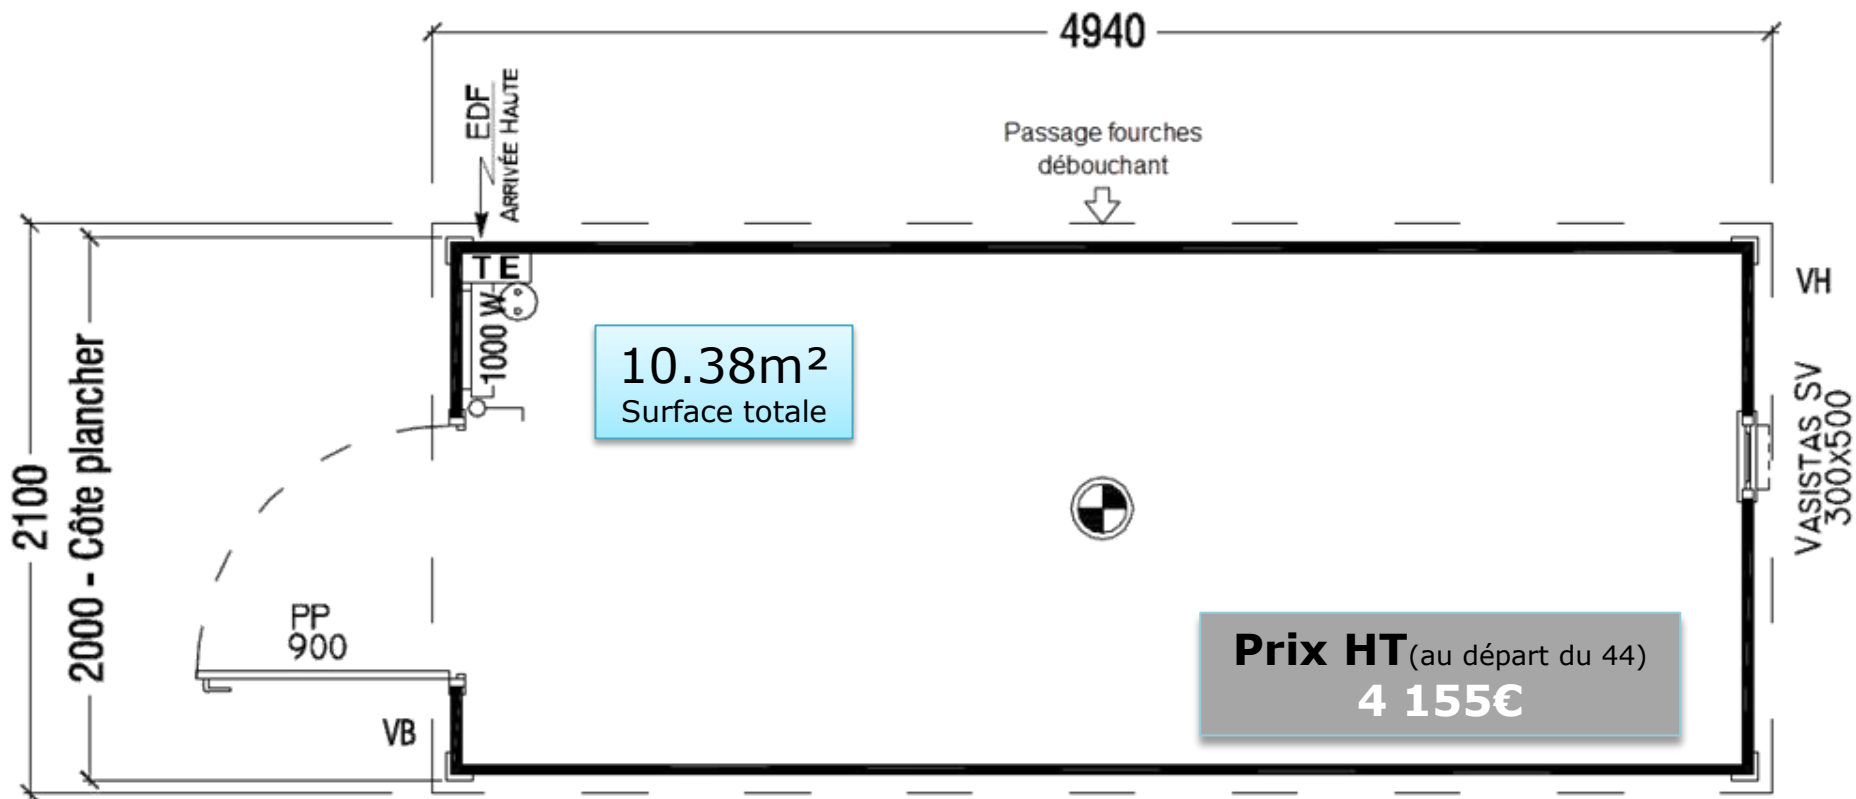 4940
EDF
ARRIVÉE HAUTE
Passage fourches
débouchant
TE
1000 W
10.38m²
Surface totale
VH
VASISTAS SV
300x500
2100
2000 - Côte plancher
PP
900
VB
Prix HT(au départ du 44)
4 155€